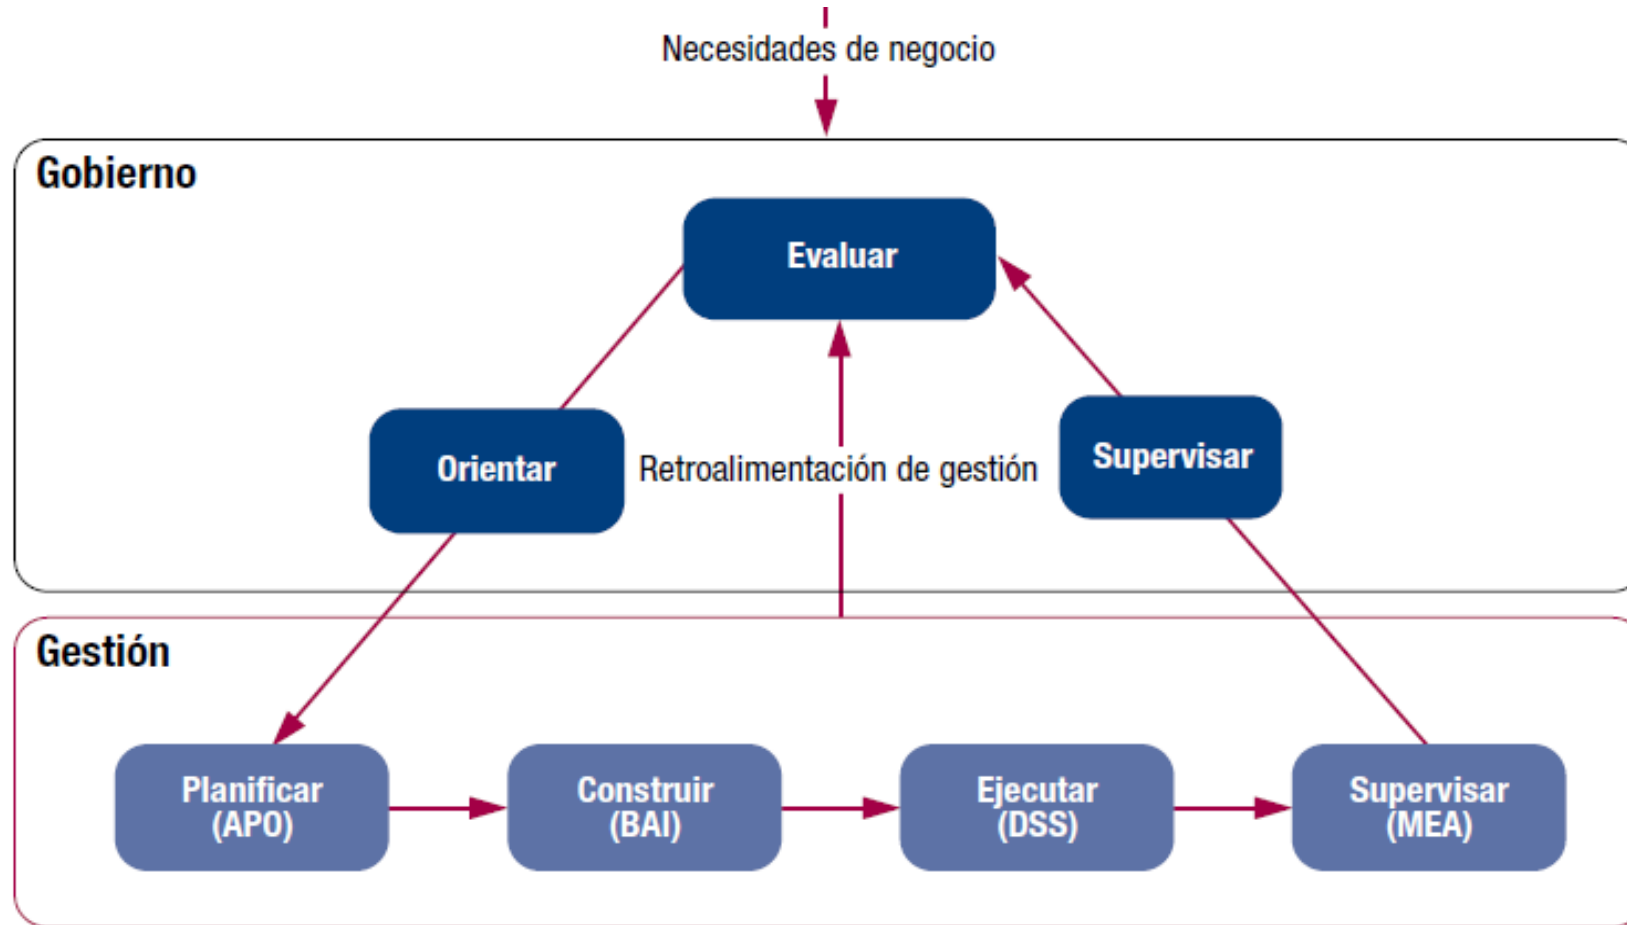 Necesidades de negocio
Gobierno
Evaluar
Orientar
Retroalimentación de gestión
Supervisar
Gestión
Planificar
(APO)
Construir
(BAI)
Ejecutar
(DSS)
Supervisar
(MEA)